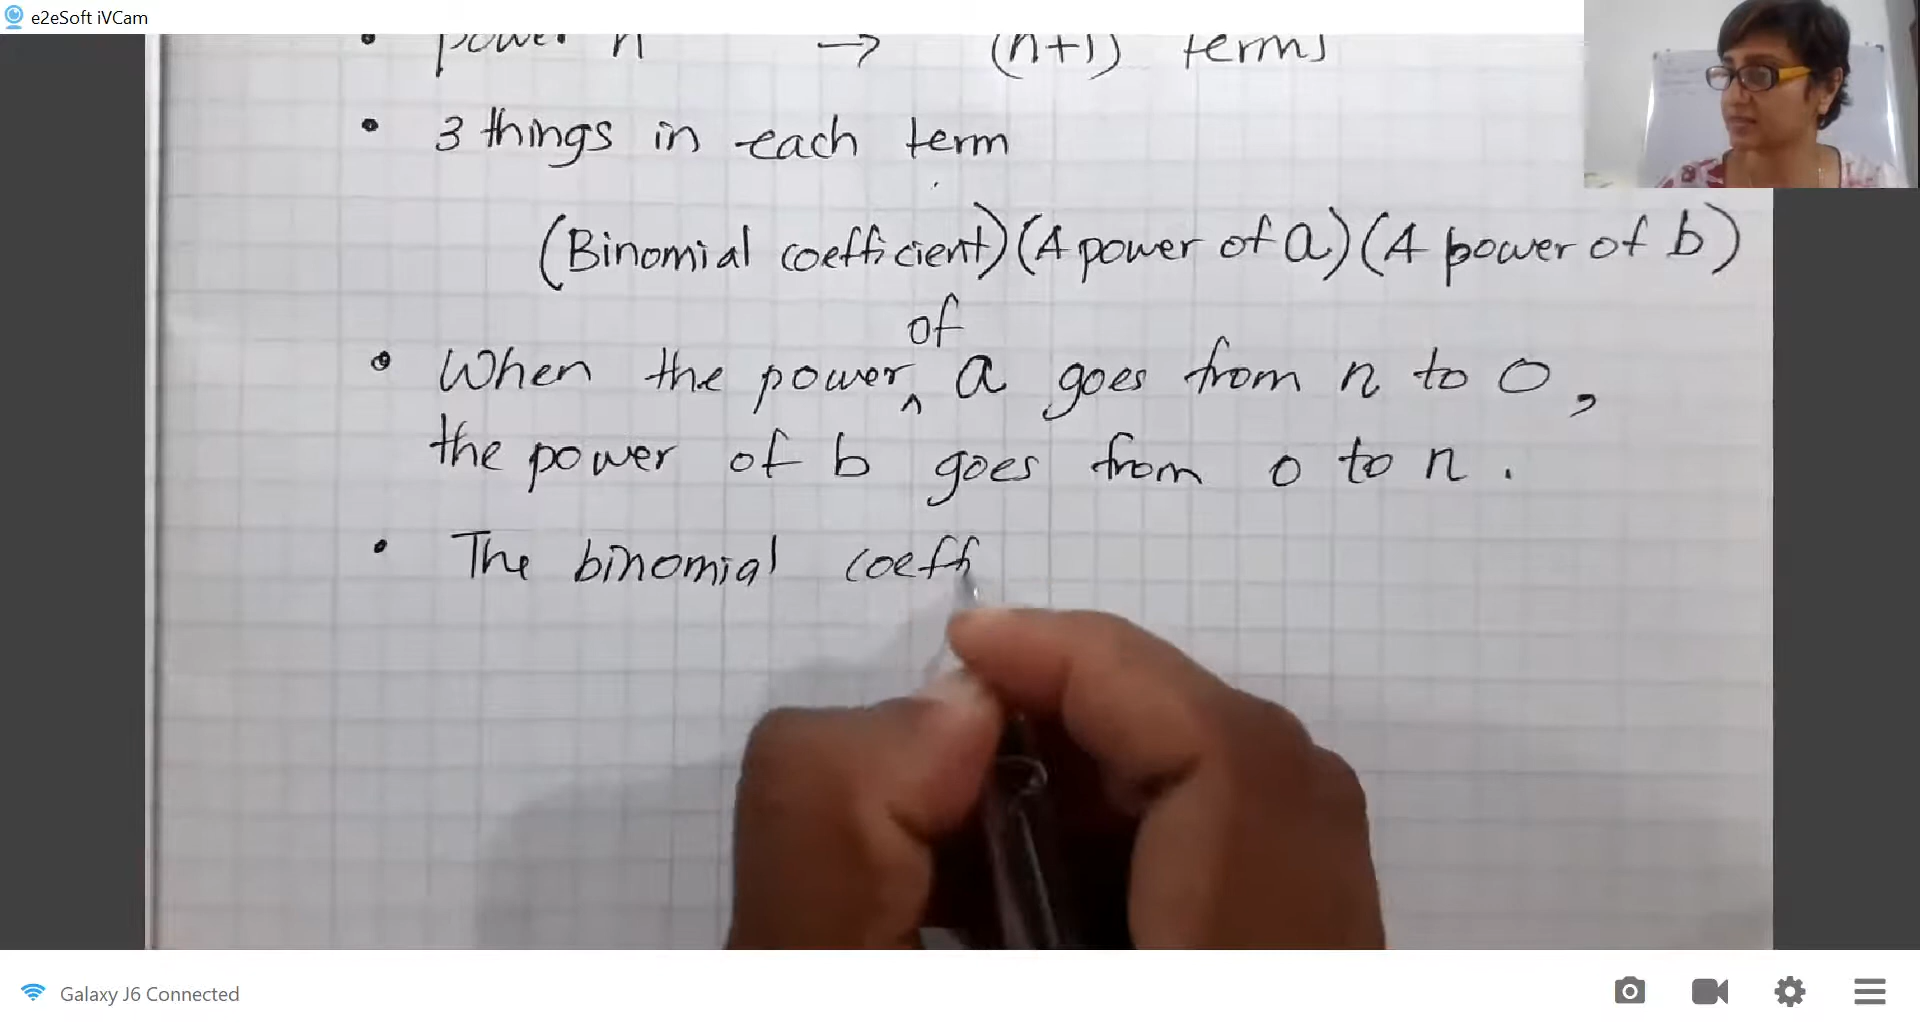 e2eSoft iVCam
• power n → (n+1) terms
• 3 things in each term
(Binomial coefficient)(A power of a)(A power of b)
• When the power of a goes from n to 0,
the power of b goes from 0 to n.
• The binomial coeff
Galaxy J6 Connected